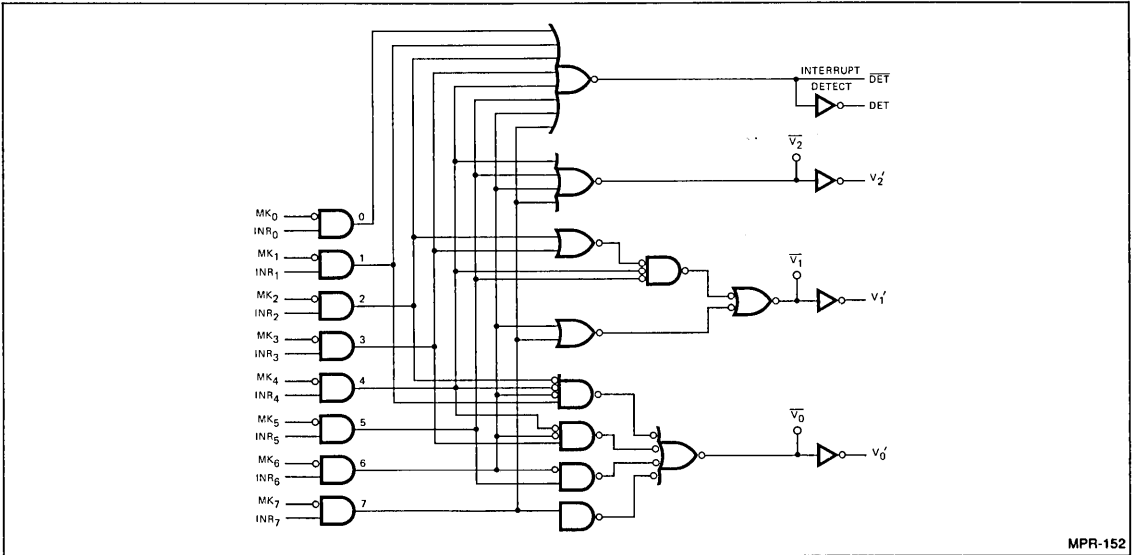 INTERRUPT
DETECT
DET
DET
V2
V2'
MK0
INR0
0
MK1
INR1
1
V1
V1'
MK2
INR2
2
MK3
INR3
3
MK4
INR4
4
MK5
INR5
5
V0
V0'
MK6
INR6
6
MK7
INR7
7
MPR-152